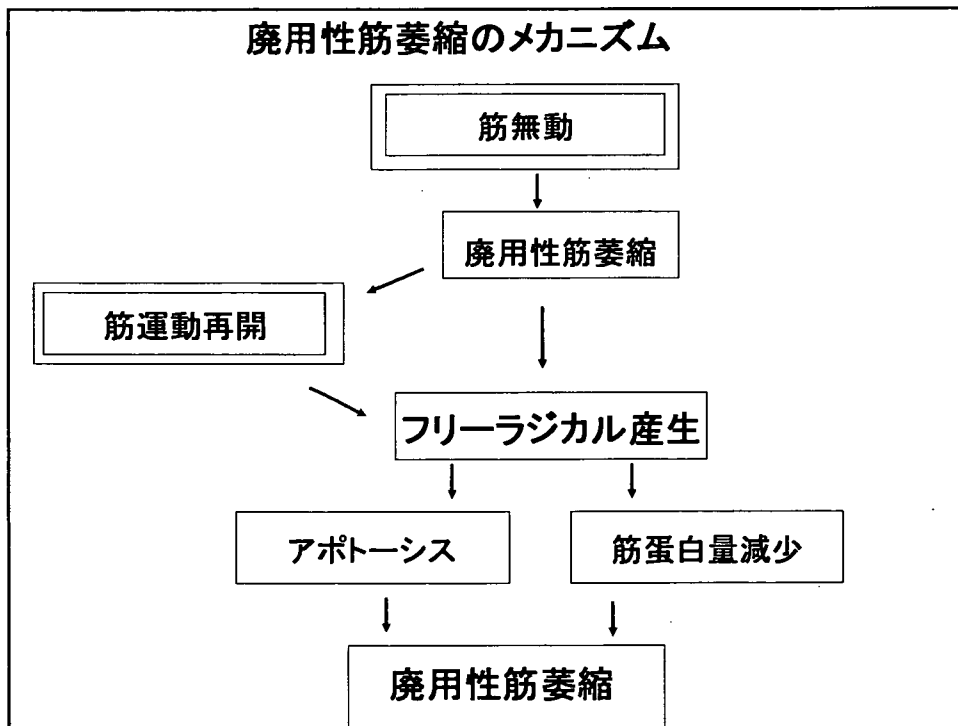 廃用性筋萎縮のメカニズム
筋無動
廃用性筋萎縮
筋運動再開
フリーラジカル産生
アポトーシス
筋蛋白量減少
廃用性筋萎縮